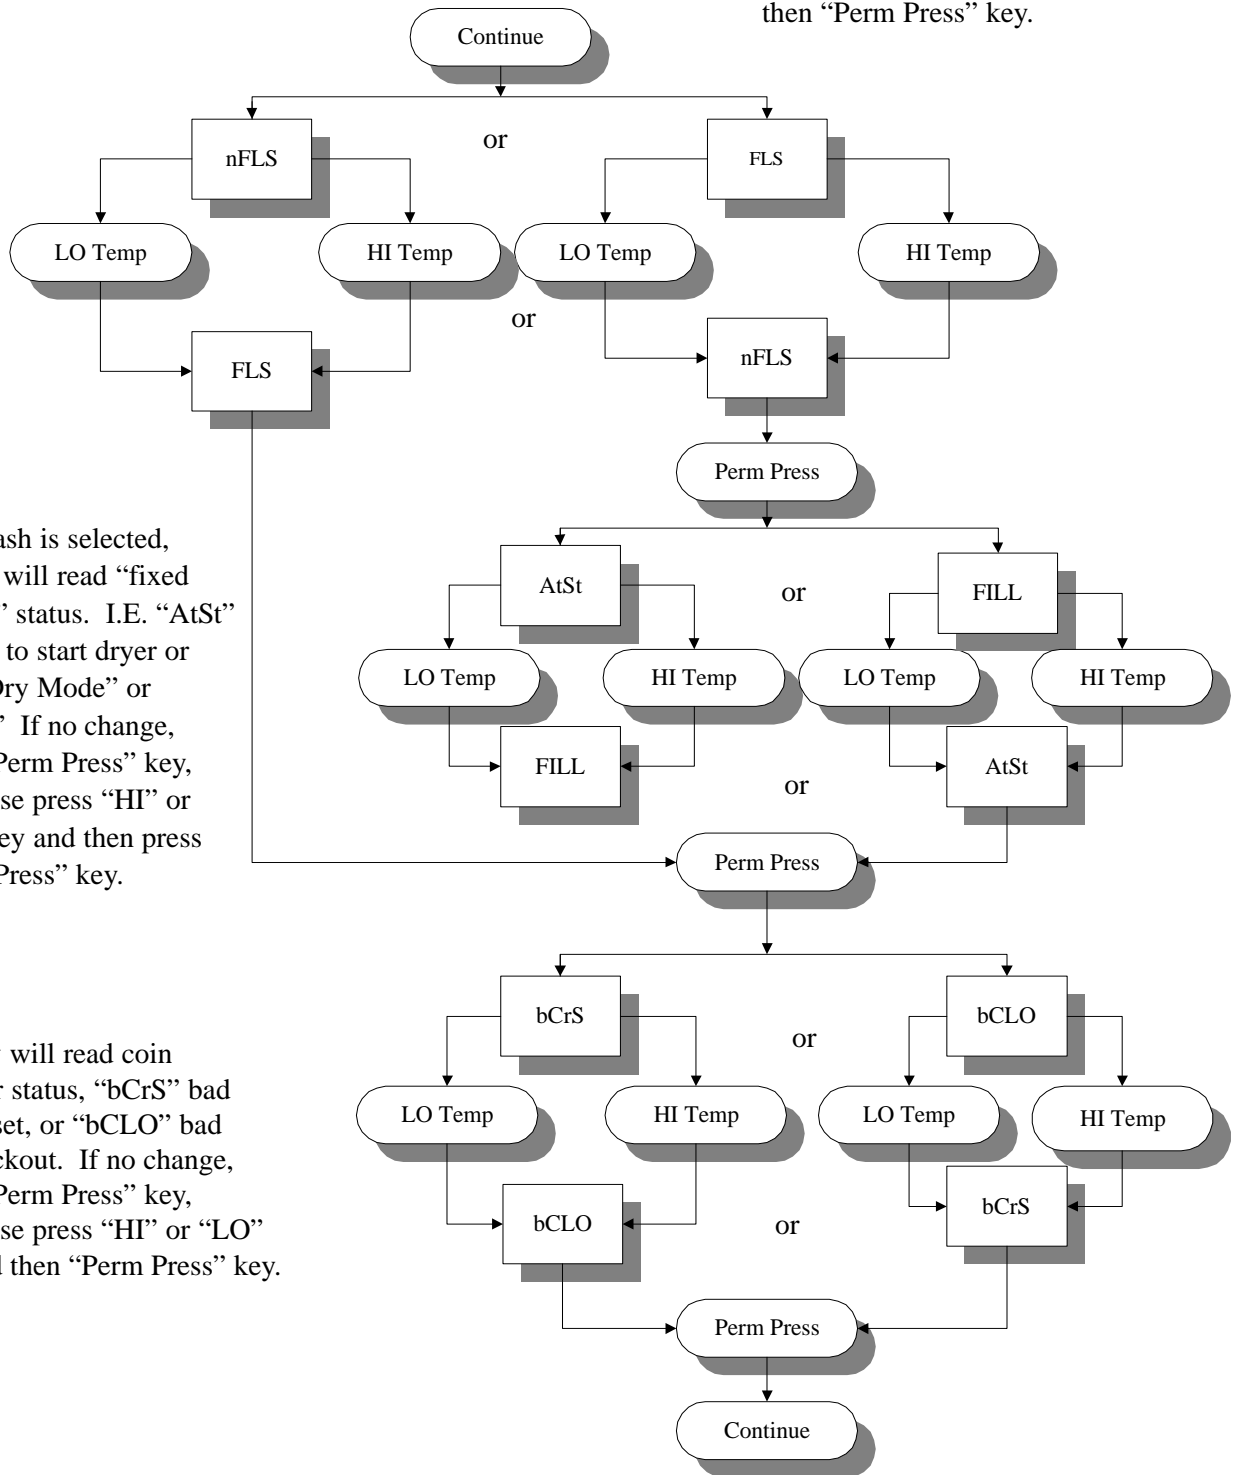 then “Perm Press” key.
Continue
or
nFLS
FLS
LO Temp
HI Temp
LO Temp
HI Temp
or
FLS
nFLS
Perm Press
ash is selected,
will read “fixed
” status.  I.E. “AtSt”
to start dryer or
Dry Mode” or
”  If no change,
Perm Press” key,
se press “HI” or
ey and then press
Press” key.
AtSt
or
FILL
LO Temp
HI Temp
LO Temp
HI Temp
FILL
or
AtSt
Perm Press
will read coin
r status, “bCrS” bad
set, or “bCLO” bad
ckout.  If no change,
Perm Press” key,
se press “HI” or “LO”
d then “Perm Press” key.
bCrS
or
bCLO
LO Temp
HI Temp
LO Temp
HI Temp
bCLO
or
bCrS
Perm Press
Continue